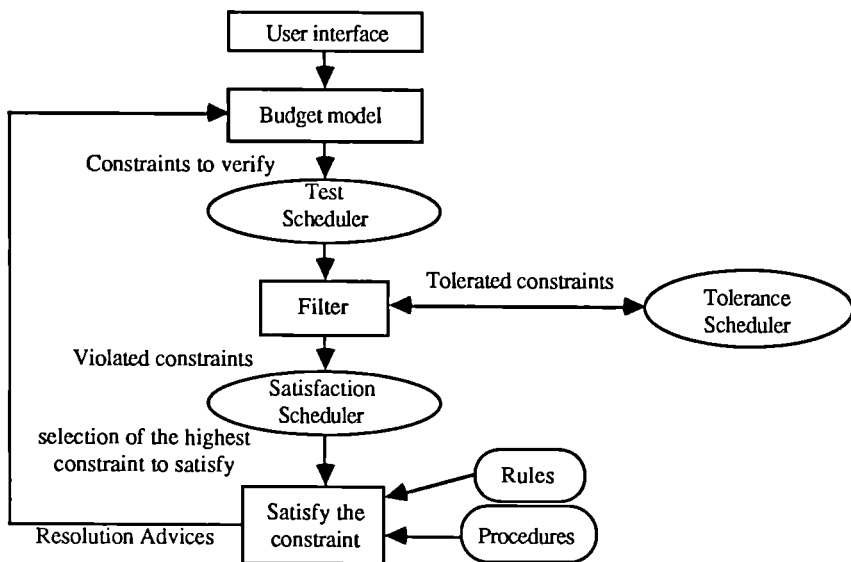 User interface
Budget model
Constraints to verify
Test
Scheduler
Tolerated constraints
Filter
Tolerance
Scheduler
Violated constraints
Satisfaction
Scheduler
selection of the highest
constraint to satisfy
Rules
Satisfy the
constraint
Resolution Advices
Procedures